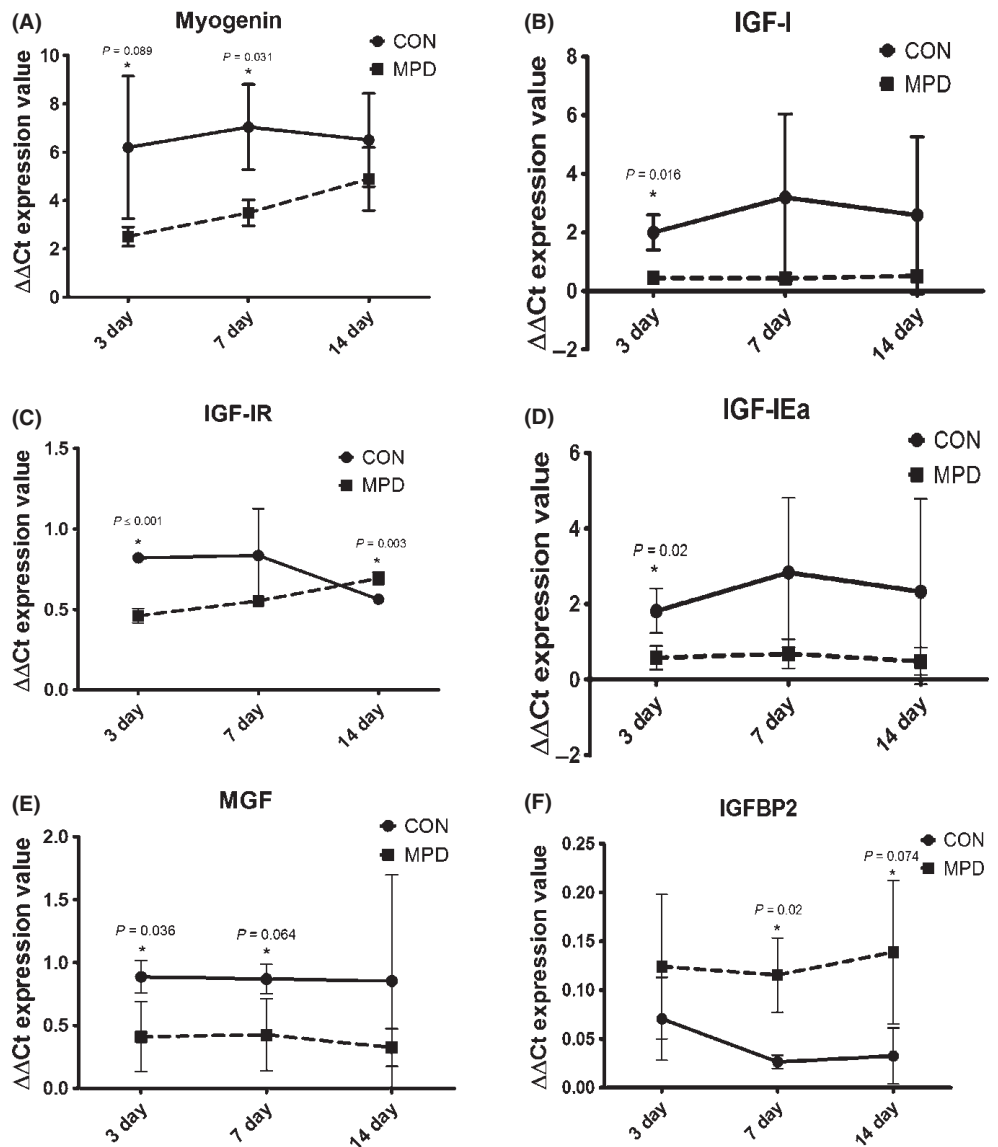 (A)
Myogenin
CON
MPD
P = 0.089
*
P = 0.031
*
ΔΔCt expression value
10
8
6
4
2
0
3 day
7 day
14 day
(B)
IGF-I
CON
MPD
P = 0.016
*
ΔΔCt expression value
8
6
4
2
0
–2
3 day
7 day
14 day
(C)
IGF-IR
CON
MPD
P ≤ 0.001
*
P = 0.003
*
ΔΔCt expression value
1.5
1.0
0.5
0.0
3 day
7 day
14 day
(D)
IGF-IEa
CON
MPD
P = 0.02
*
ΔΔCt expression value
6
4
2
0
–2
3 day
7 day
14 day
(E)
MGF
CON
MPD
P = 0.036
*
P = 0.064
*
ΔΔCt expression value
2.0
1.5
1.0
0.5
0.0
3 day
7 day
14 day
(F)
IGFBP2
CON
MPD
P = 0.074
*
P = 0.02
*
ΔΔCt expression value
0.25
0.20
0.15
0.10
0.05
0.00
3 day
7 day
14 day